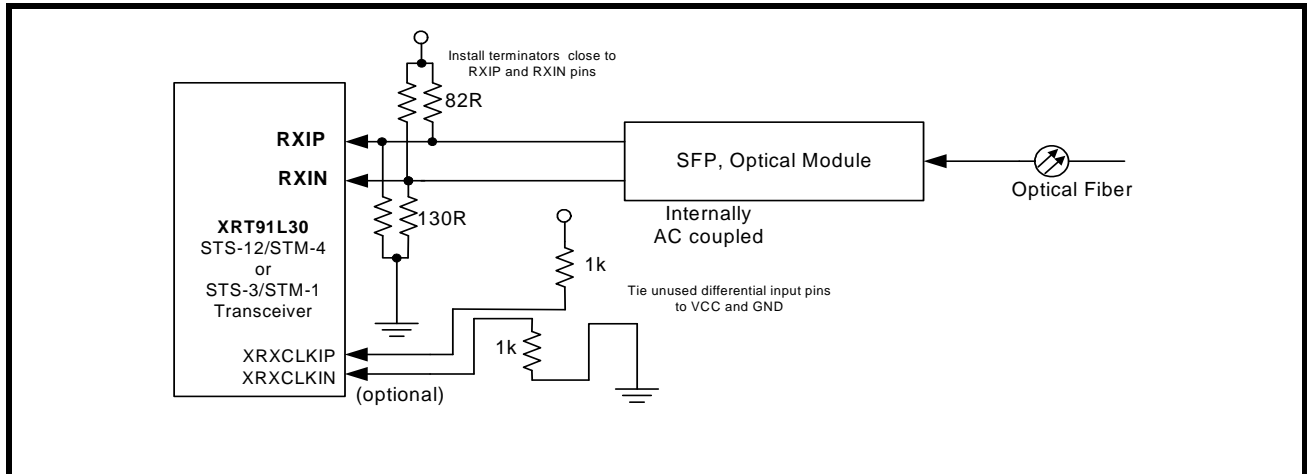 Install terminators close to
RXIP and RXIN pins
82R
RXIP
SFP, Optical Module
RXIN
Optical Fiber
130R
Internally
AC coupled
XRT91L30
STS-12/STM-4
or
STS-3/STM-1
Transceiver
1k
Tie unused differential input pins
to VCC and GND
1k
XRXCLKIP
XRXCLKIN
(optional)